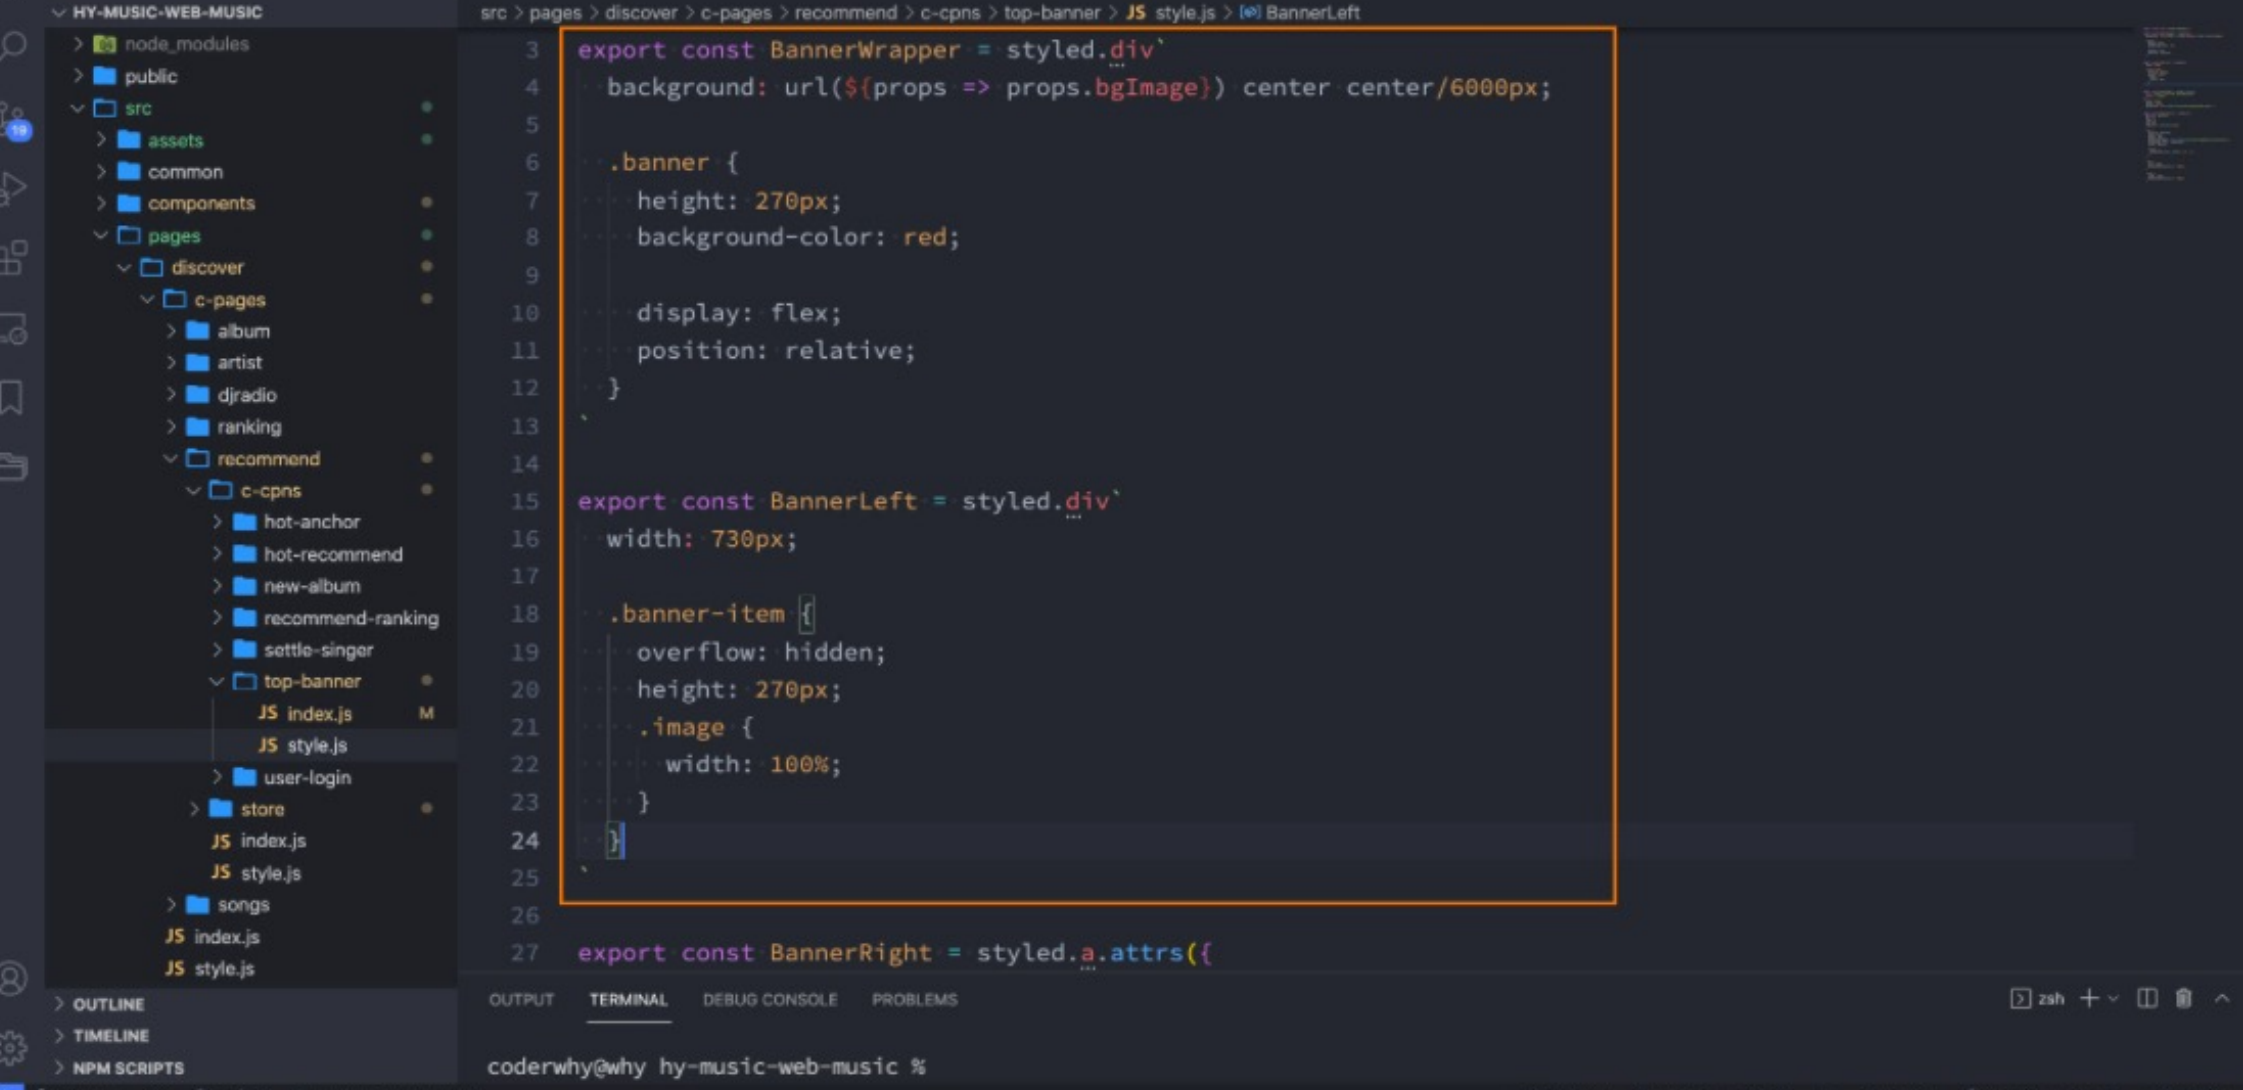 HY-MUSIC-WEB-MUSIC
node_modules
public
src
assets
common
components
pages
discover
c-pages
album
artist
djradio
ranking
recommend
c-cpns
hot-anchor
hot-recommend
new-album
recommend-ranking
settle-singer
top-banner
JS index.js M
JS style.js
user-login
store
JS index.js
JS style.js
songs
JS index.js
JS style.js
OUTLINE
TIMELINE
NPM SCRIPTS
19
src > pages > discover > c-pages > recommend > c-cpns > top-banner > JS style.js > BannerLeft
3 export const BannerWrapper = styled.div`
4 background: url(${props => props.bgImage}) center center/6000px;
5
6 .banner {
7 height: 270px;
8 background-color: red;
9
10 display: flex;
11 position: relative;
12 }
13 `
14
15 export const BannerLeft = styled.div`
16 width: 730px;
17
18 .banner-item {
19 overflow: hidden;
20 height: 270px;
21 .image {
22 width: 100%;
23 }
24 }
25 `
26
27 export const BannerRight = styled.a.attrs({
OUTPUT TERMINAL DEBUG CONSOLE PROBLEMS
zsh
coderwhy@why hy-music-web-music %